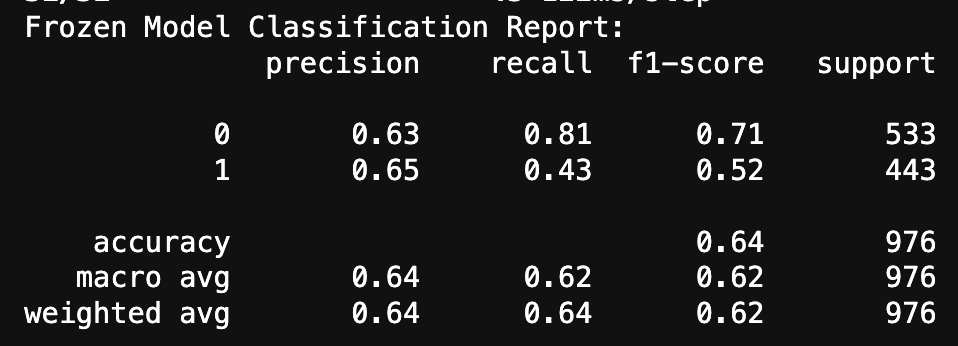 Frozen Model Classification Report:
precision recall f1-score support
0 0.63 0.81 0.71 533
1 0.65 0.43 0.52 443
accuracy 0.64 976
macro avg 0.64 0.62 0.62 976
weighted avg 0.64 0.64 0.62 976